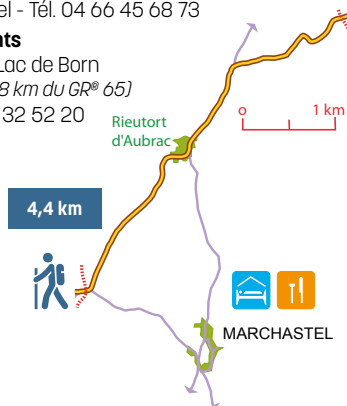 el - Tél. 04 66 45 68 73
nts
Lac de Born
8 km du GR® 65)
32 52 20
Rieutort
d'Aubrac
0 1 km
4,4 km
MARCHASTEL